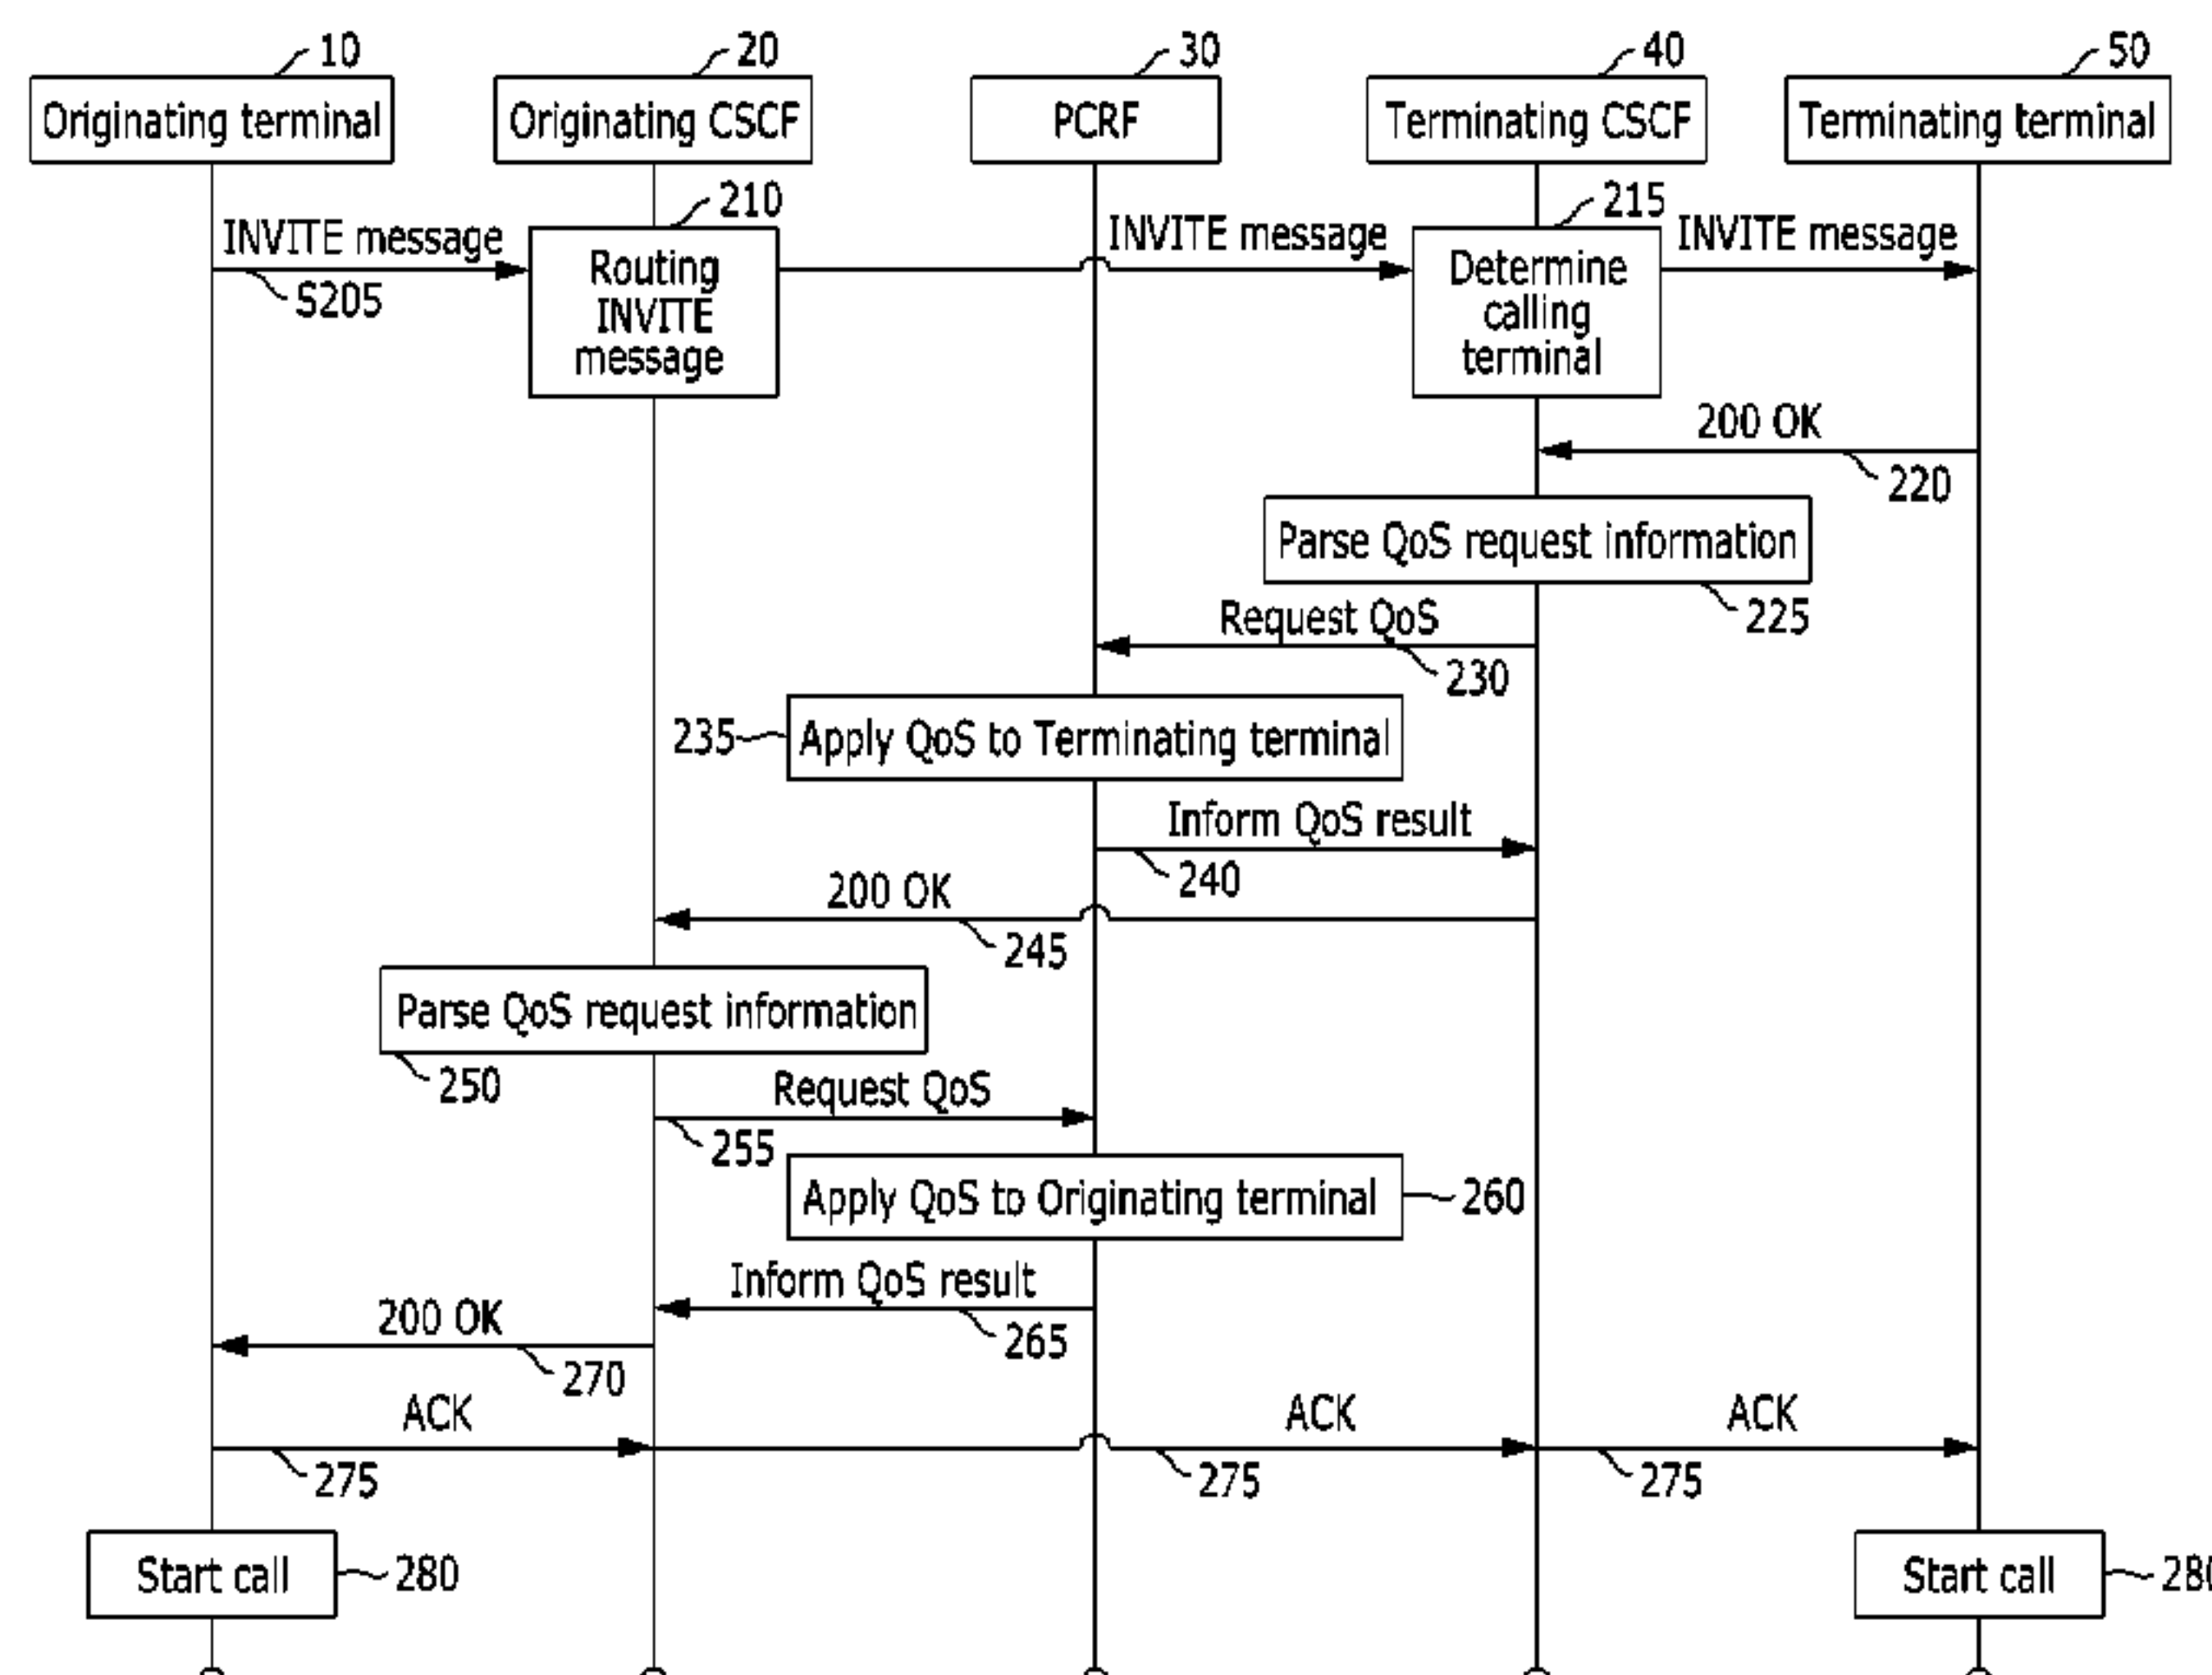 10
20
30
40
50
Originating terminal
Originating CSCF
PCRF
Terminating CSCF
Terminating terminal
210
215
INVITE message
INVITE message
INVITE message
S205
Routing
INVITE
message
Determine
calling
terminal
200 OK
220
Parse QoS request information
225
Request QoS
230
235
Apply QoS to Terminating terminal
Inform QoS result
240
200 OK
245
Parse QoS request information
250
Request QoS
255
Apply QoS to Originating terminal
260
Inform QoS result
265
200 OK
270
ACK
ACK
ACK
275
275
275
Start call
280
Start call
280